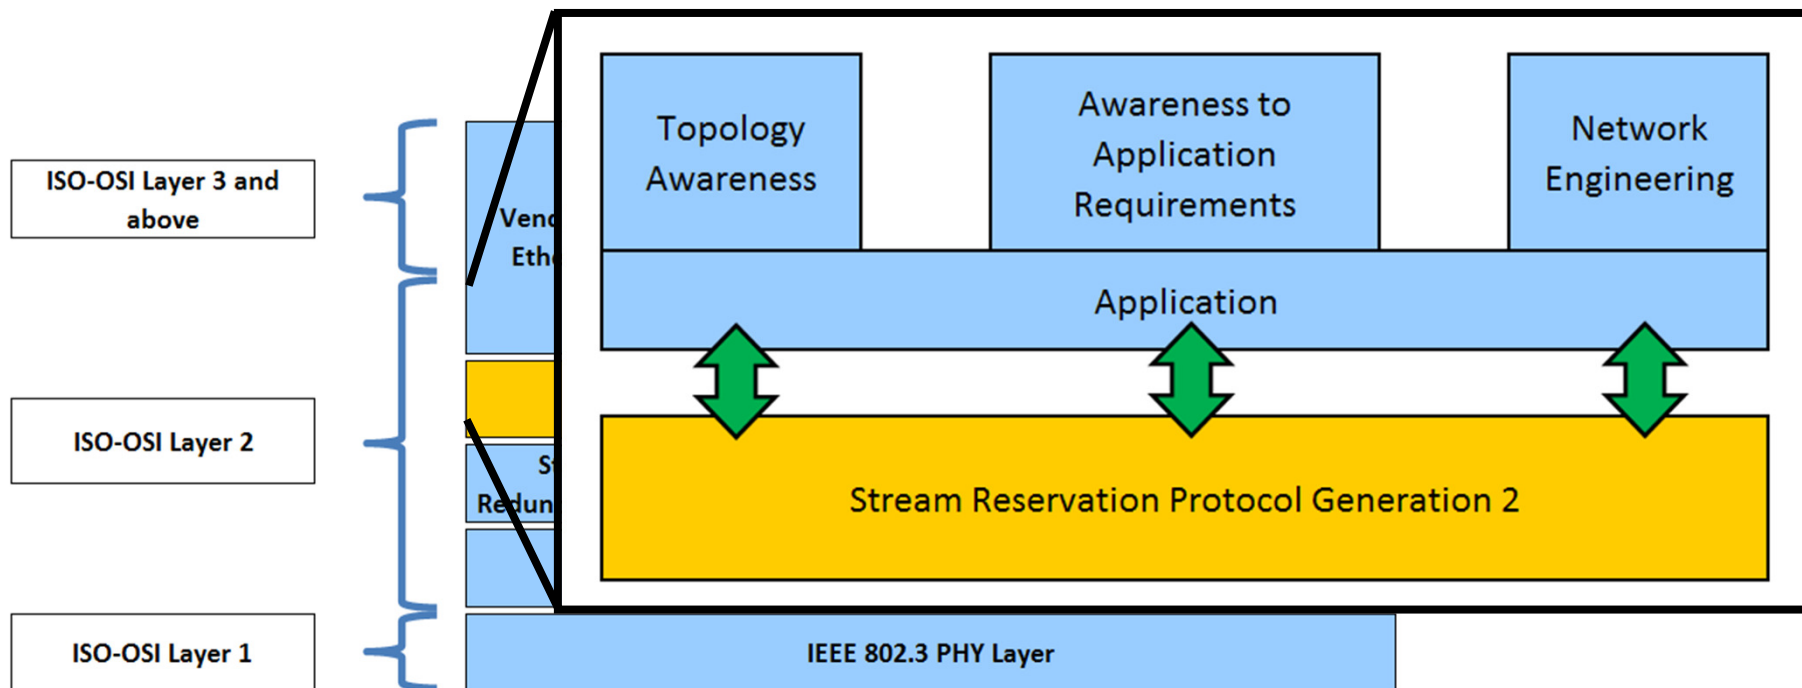 Topology
Awareness
Awareness to
Application
Requirements
Network
Engineering
Application
Stream Reservation Protocol Generation 2
ISO-OSI Layer 3 and
above
ISO-OSI Layer 2
ISO-OSI Layer 1
IEEE 802.3 PHY Layer